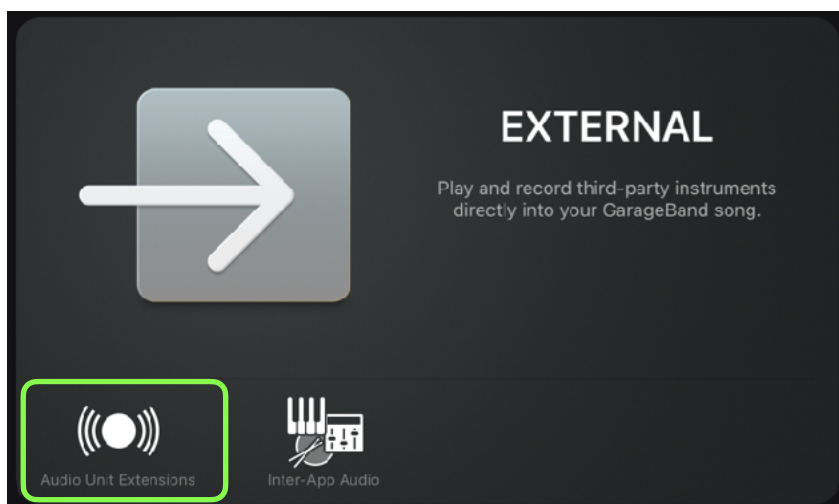 EXTERNAL
Play and record third-party instruments
directly into your GarageBand song.
Audio Unit Extensions
Inter-App Audio